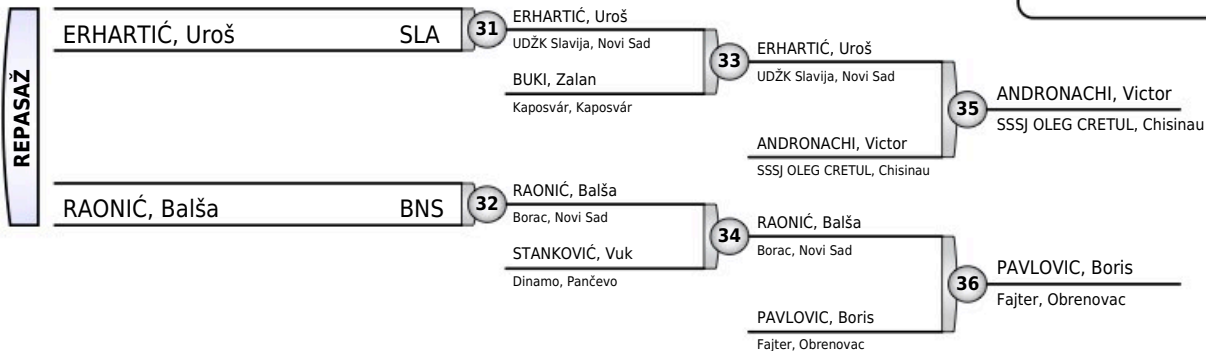 REPASAŽ
ERHARTIĆ, Uroš SLA
31
ERHARTIĆ, Uroš
UDŽK Slavija, Novi Sad
BUKI, Zalan
Kaposvár, Kaposvár
33
ERHARTIĆ, Uroš
UDŽK Slavija, Novi Sad
ANDRONACHI, Victor
SSSJ OLEG CRETUL, Chisinau
35
ANDRONACHI, Victor
SSSJ OLEG CRETUL, Chisinau
RAONIĆ, Balša BNS
32
RAONIĆ, Balša
Borac, Novi Sad
STANKOVIĆ, Vuk
Dinamo, Pančevo
34
RAONIĆ, Balša
Borac, Novi Sad
PAVLOVIC, Boris
Fajter, Obrenovac
36
PAVLOVIC, Boris
Fajter, Obrenovac